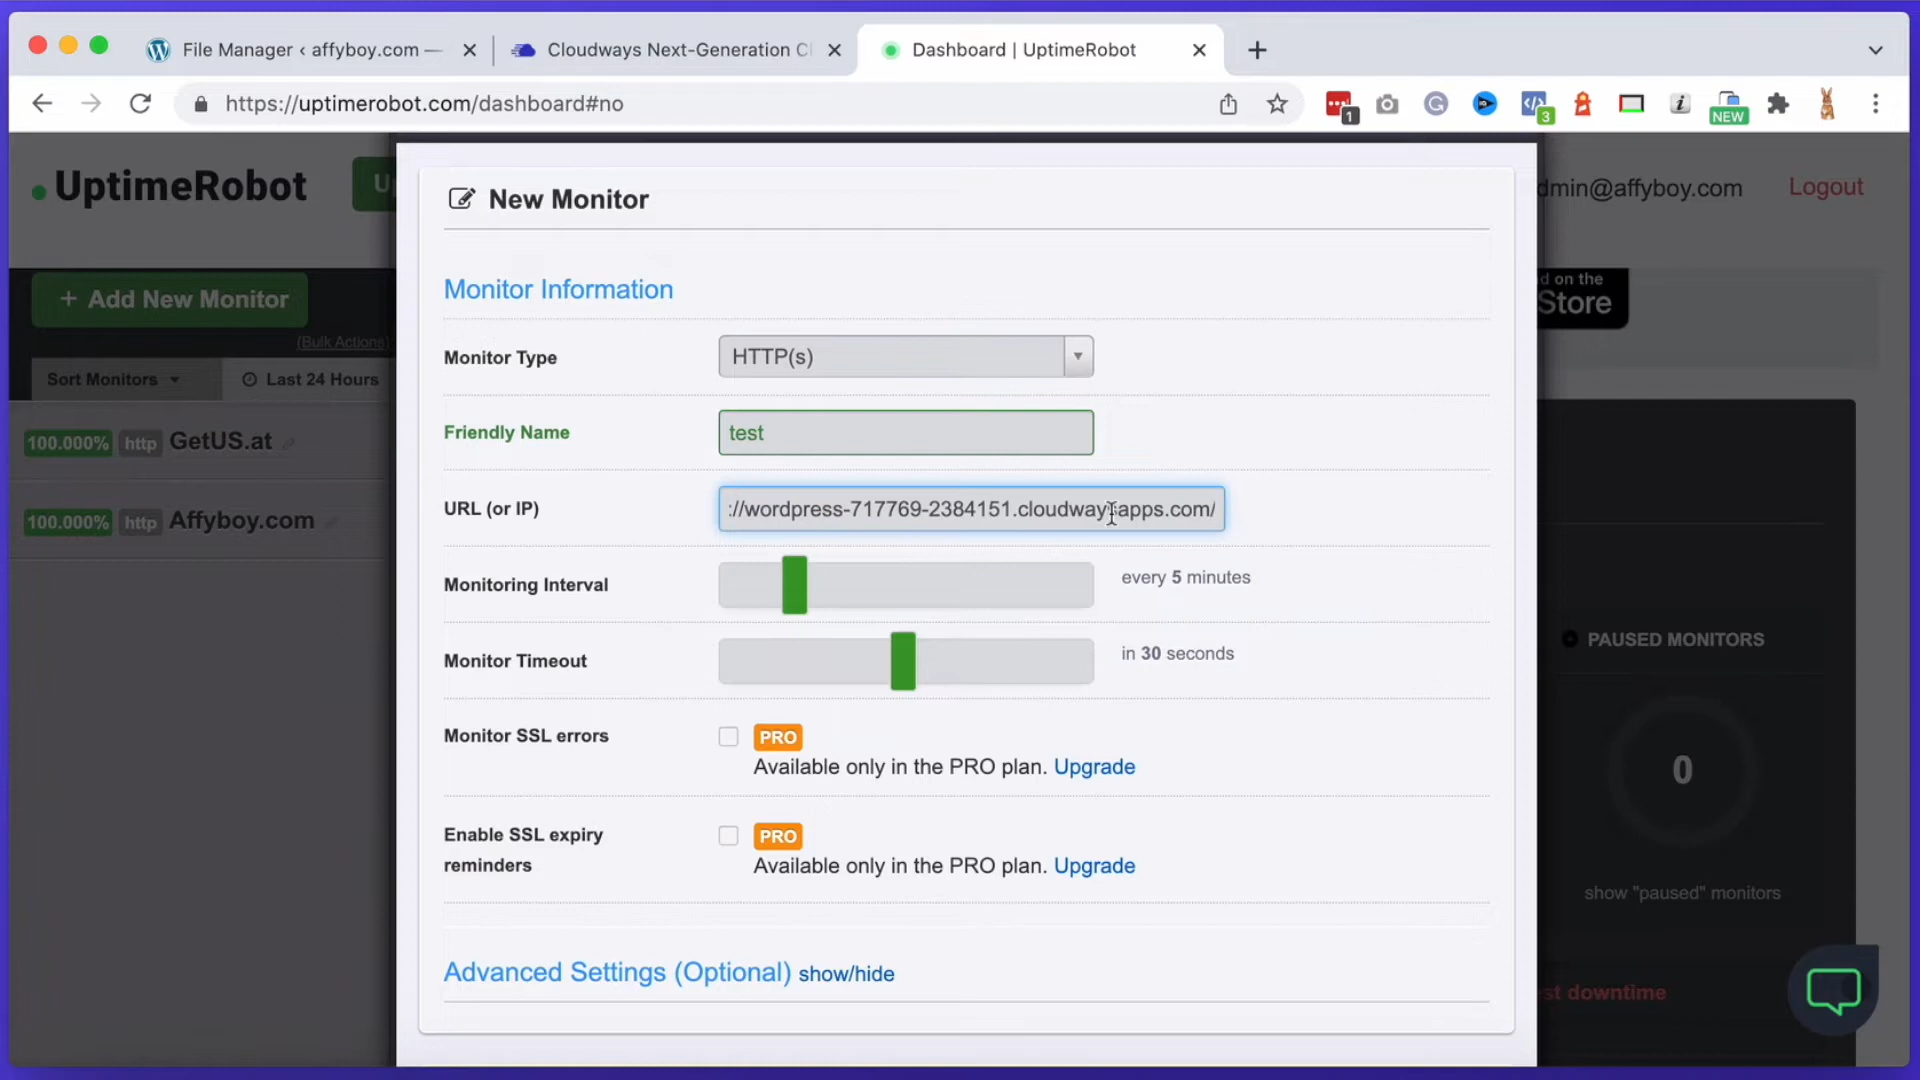 File Manager ‹ affyboy.com —
Cloudways Next-Generation Cl
Dashboard | UptimeRobot
https://uptimerobot.com/dashboard#no
1
3
NEW
UptimeRobot
New Monitor
dmin@affyboy.com
Logout
+ Add New Monitor
(Bulk Actions)
Sort Monitors
Last 24 Hours
100.000% http GetUS.at
100.000% http Affyboy.com
Monitor Information
Monitor Type
HTTP(s)
Friendly Name
test
URL (or IP)
://wordpress-717769-2384151.cloudwaysapps.com/
Monitoring Interval
every 5 minutes
Monitor Timeout
in 30 seconds
Monitor SSL errors
PRO
Available only in the PRO plan. Upgrade
Enable SSL expiry
reminders
PRO
Available only in the PRO plan. Upgrade
Advanced Settings (Optional) show/hide
d on the
Store
PAUSED MONITORS
0
show "paused" monitors
st downtime